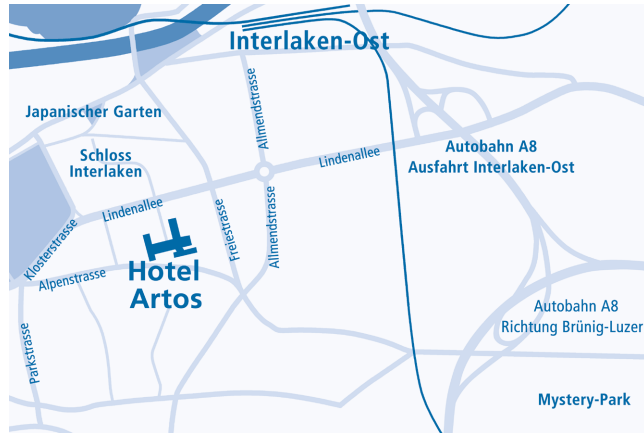 Interlaken-Ost
Japanischer Garten
Allmendstrasse
Schloss
Interlaken
Lindenallee
Autobahn A8
Ausfahrt Interlaken-Ost
Lindenallee
Klosterstrasse
Freiestrasse
Allmendstrasse
Alpenstrasse
Hotel
Artos
Parkstrasse
Autobahn A8
Richtung Brünig-Luzer
Mystery-Park